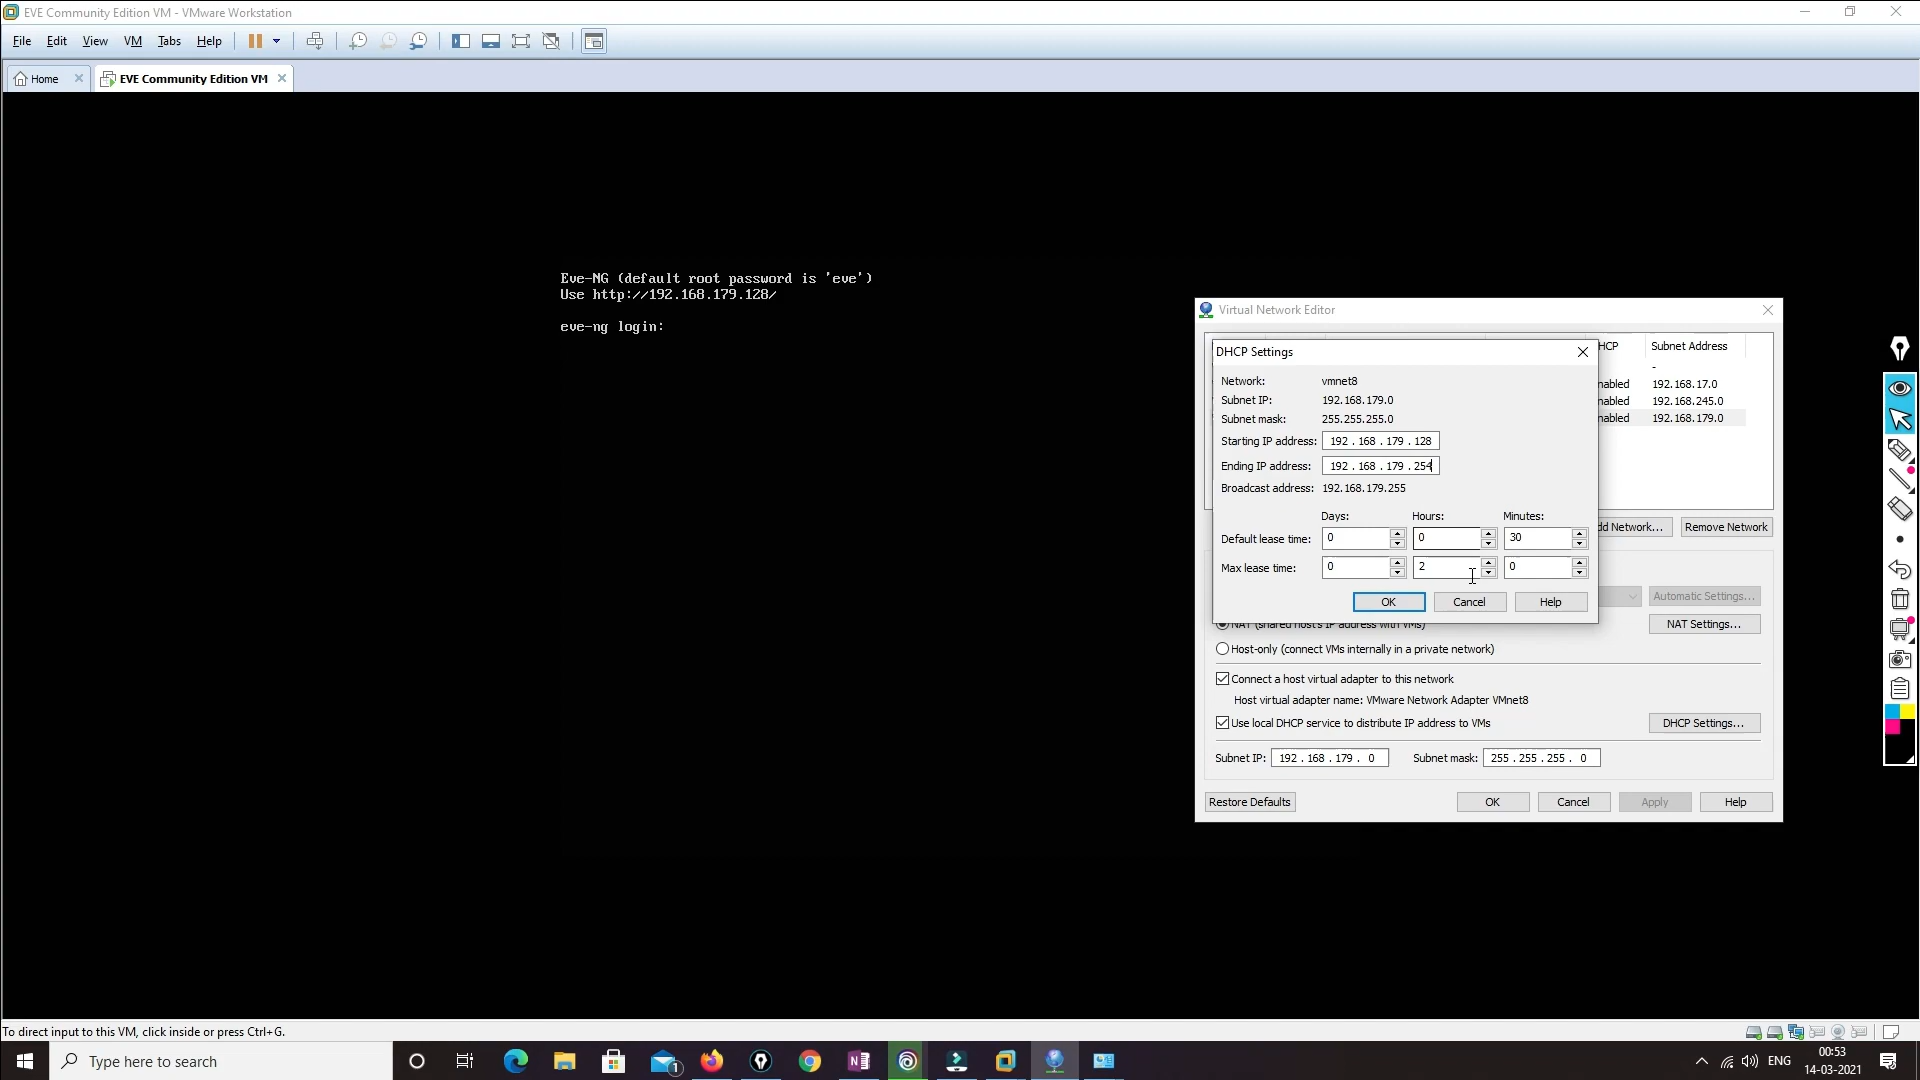 EVE Community Edition VM - VMware Workstation
File Edit View VM Tabs Help
Home EVE Community Edition VM
Eve-NG (default root password is 'eve')
Use http://192.168.179.128/
eve-ng login:
Virtual Network Editor
DHCP Settings
HCP Subnet Address
-
Network: vmnet8
nabled 192.168.17.0
Subnet IP: 192.168.179.0
nabled 192.168.245.0
Subnet mask: 255.255.255.0
nabled 192.168.179.0
Starting IP address: 192 . 168 . 179 . 128
Ending IP address: 192 . 168 . 179 . 254
Broadcast address: 192.168.179.255
Days: Hours: Minutes:
dd Network... Remove Network
Default lease time: 0 0 30
Max lease time: 0 2 0
OK Cancel Help
Automatic Settings...
NAT (shared host's IP address with VMs) NAT Settings...
Host-only (connect VMs internally in a private network)
Connect a host virtual adapter to this network
Host virtual adapter name: VMware Network Adapter VMnet8
Use local DHCP service to distribute IP address to VMs DHCP Settings...
Subnet IP: 192 . 168 . 179 . 0 Subnet mask: 255 . 255 . 255 . 0
Restore Defaults OK Cancel Apply Help
To direct input to this VM, click inside or press Ctrl+G.
Type here to search
1
ENG
00:53
14-03-2021